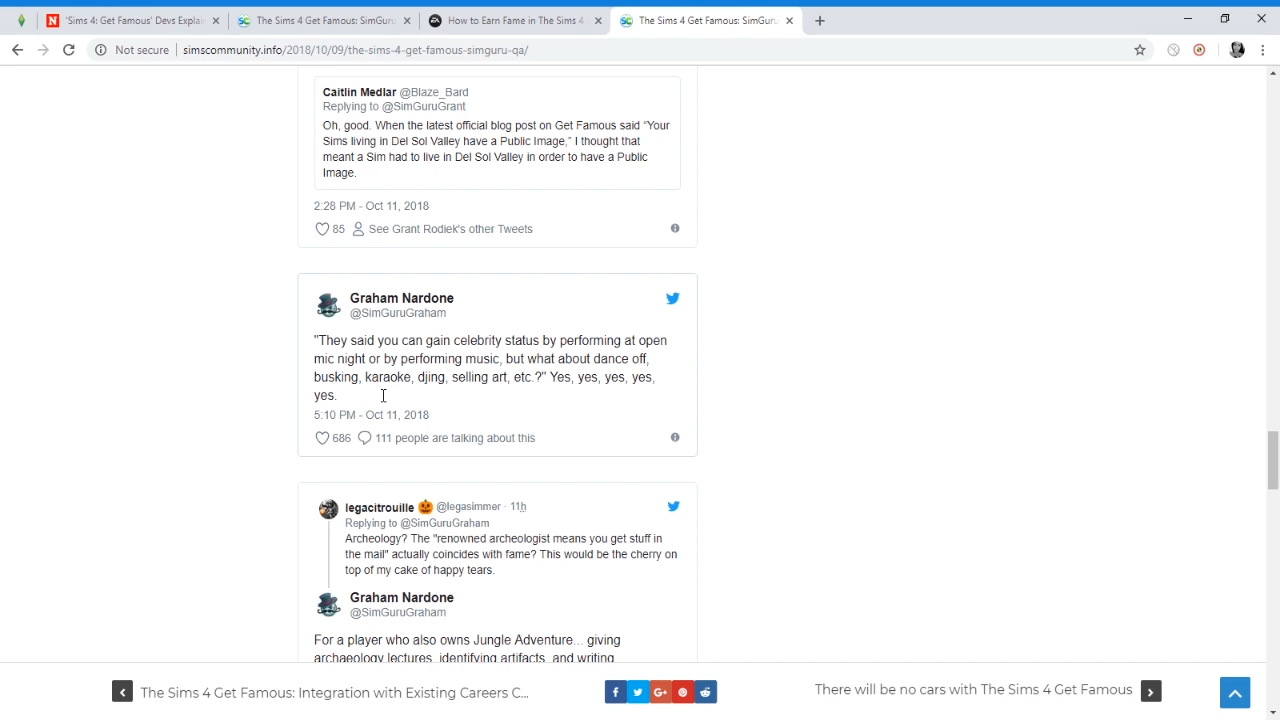 'Sims 4: Get Famous' Devs Explai
The Sims 4 Get Famous: SimGuru
How to Earn Fame in The Sims 4
The Sims 4 Get Famous: SimGuru
Not secure
simscommunity.info/2018/10/09/the-sims-4-get-famous-simguru-qa/
Caitlin Medlar @Blaze_Bard
Replying to @SimGuruGrant
Oh, good. When the latest official blog post on Get Famous said “Your
Sims living in Del Sol Valley have a Public Image,” I thought that
meant a Sim had to live in Del Sol Valley in order to have a Public
Image.
2:28 PM - Oct 11, 2018
85 See Grant Rodiek's other Tweets
Graham Nardone
@SimGuruGraham
"They said you can gain celebrity status by performing at open
mic night or by performing music, but what about dance off,
busking, karaoke, djing, selling art, etc.?" Yes, yes, yes, yes,
yes.
5:10 PM - Oct 11, 2018
686 111 people are talking about this
legacitrouille @legasimmer · 11h
Replying to @SimGuruGraham
Archeology? The "renowned archeologist means you get stuff in
the mail" actually coincides with fame? This would be the cherry on
top of my cake of happy tears.
Graham Nardone
@SimGuruGraham
For a player who also owns Jungle Adventure... giving
archaeology lectures, identifying artifacts, and writing
The Sims 4 Get Famous: Integration with Existing Careers C...
There will be no cars with The Sims 4 Get Famous